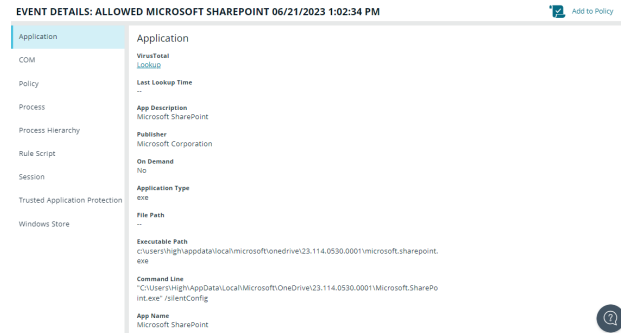 EVENT DETAILS: ALLOWED MICROSOFT SHAREPOINT 06/21/2023 1:02:34 PM
Add to Policy
Application
COM
Policy
Process
Process Hierarchy
Rule Script
Session
Trusted Application Protection
Windows Store
Application
VirusTotal
Lookup
Last Lookup Time
--
App Description
Microsoft SharePoint
Publisher
Microsoft Corporation
On Demand
No
Application Type
exe
File Path
--
Executable Path
c:\users\high\appdata\local\microsoft\onedrive\23.114.0530.0001\microsoft.sharepoint.
exe
Command Line
"C:\Users\High\AppData\Local\Microsoft\OneDrive\23.114.0530.0001\Microsoft.SharePo
int.exe" /silentConfig
App Name
Microsoft SharePoint